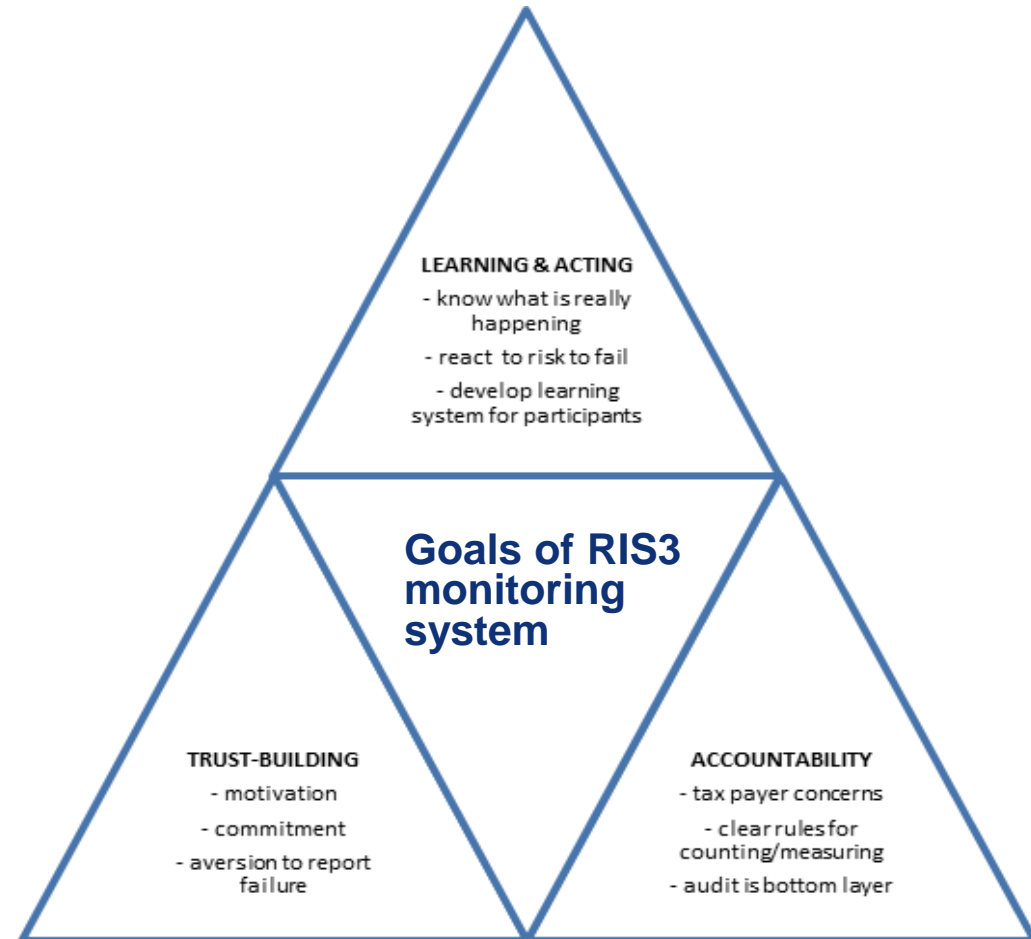 LEARNING & ACTING
- know what is really
happening
- react to risk to fail
- develop learning
system for participants
Goals of RIS3
monitoring
system
TRUST-BUILDING
- motivation
- commitment
- aversion to report
failure
ACCOUNTABILITY
- tax payer concerns
- clear rules for
counting/measuring
- audit is bottom layer